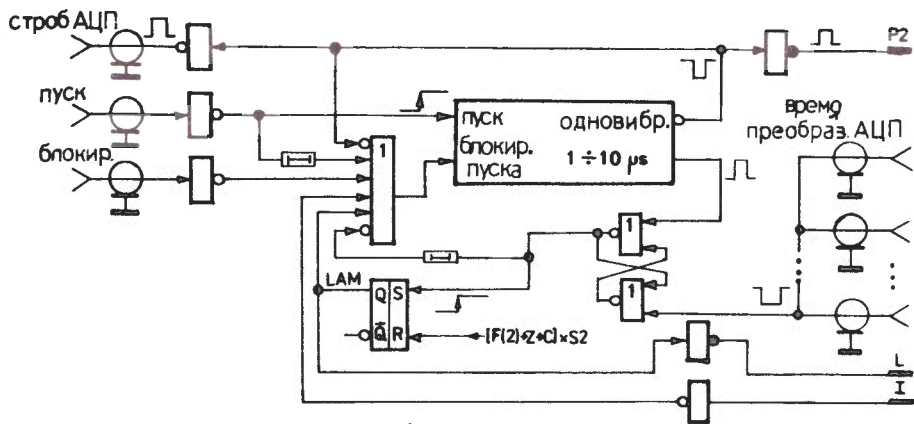 строб АЦП
P2
пуск
пуск
одновибр.
время
преобраз. АЦП
блокир.
блокир.
пуска
1÷10 µs
1
1
1
LAM
Q S
Q̄ R
(F(2)+Z+C)×S2
L
I